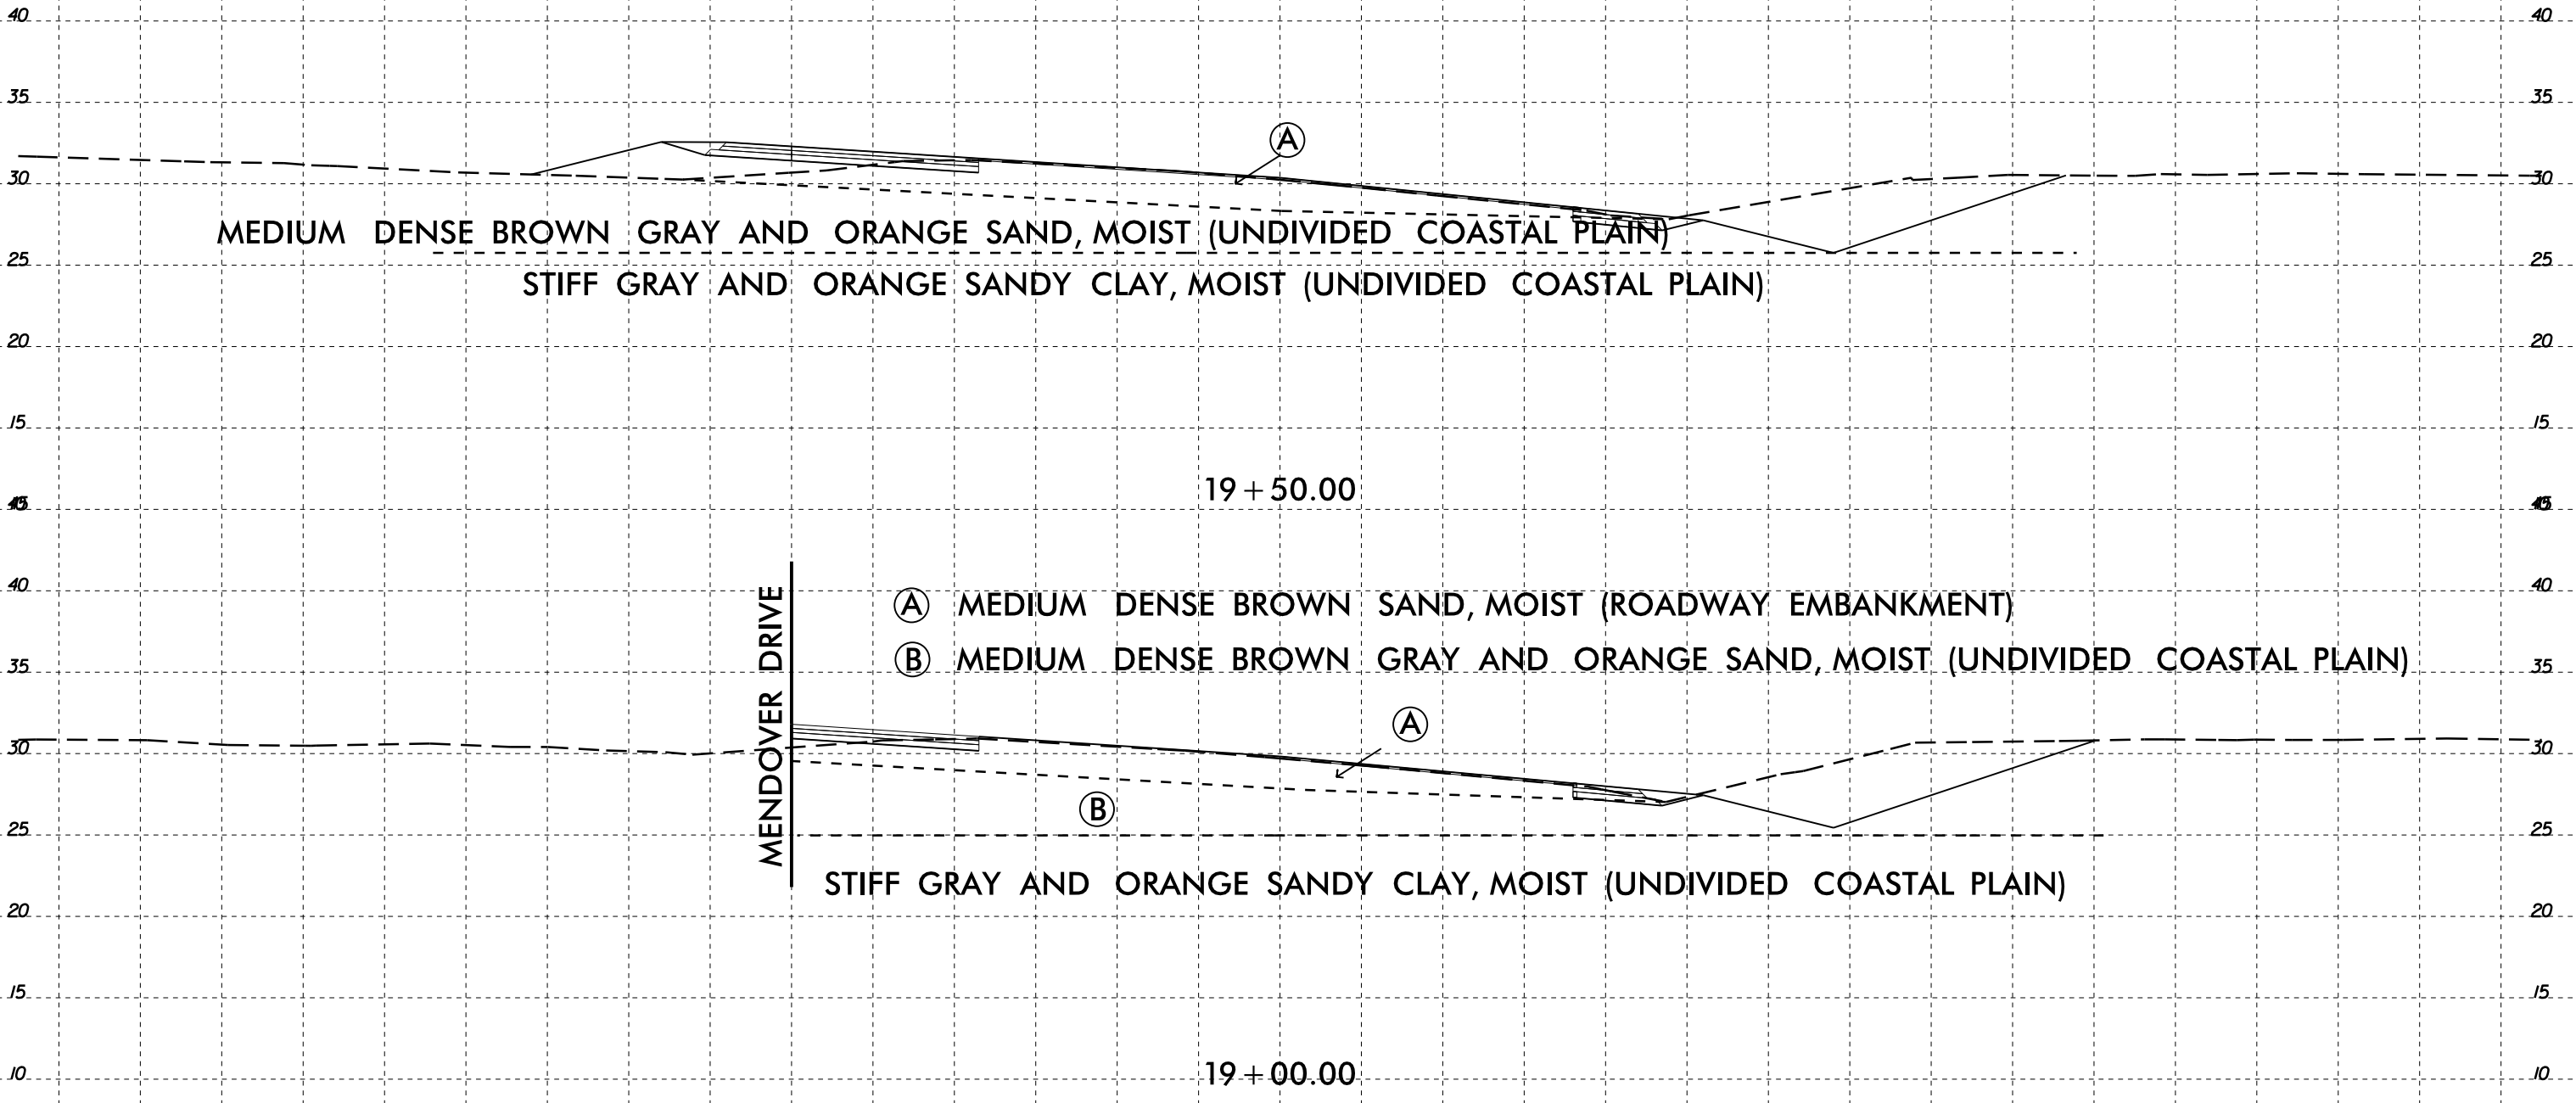 40 40
35 35
A
30 30
MEDIUM DENSE BROWN GRAY AND ORANGE SAND, MOIST (UNDIVIDED COASTAL PLAIN)
25 25
STIFF GRAY AND ORANGE SANDY CLAY, MOIST (UNDIVIDED COASTAL PLAIN)
20 20
15 15
19+50.00
40 40
MENDOVER DRIVE
A MEDIUM DENSE BROWN SAND, MOIST (ROADWAY EMBANKMENT)
B MEDIUM DENSE BROWN GRAY AND ORANGE SAND, MOIST (UNDIVIDED COASTAL PLAIN)
35 35
A
30 30
B
25 25
STIFF GRAY AND ORANGE SANDY CLAY, MOIST (UNDIVIDED COASTAL PLAIN)
20 20
15 15
10 19+00.00 10